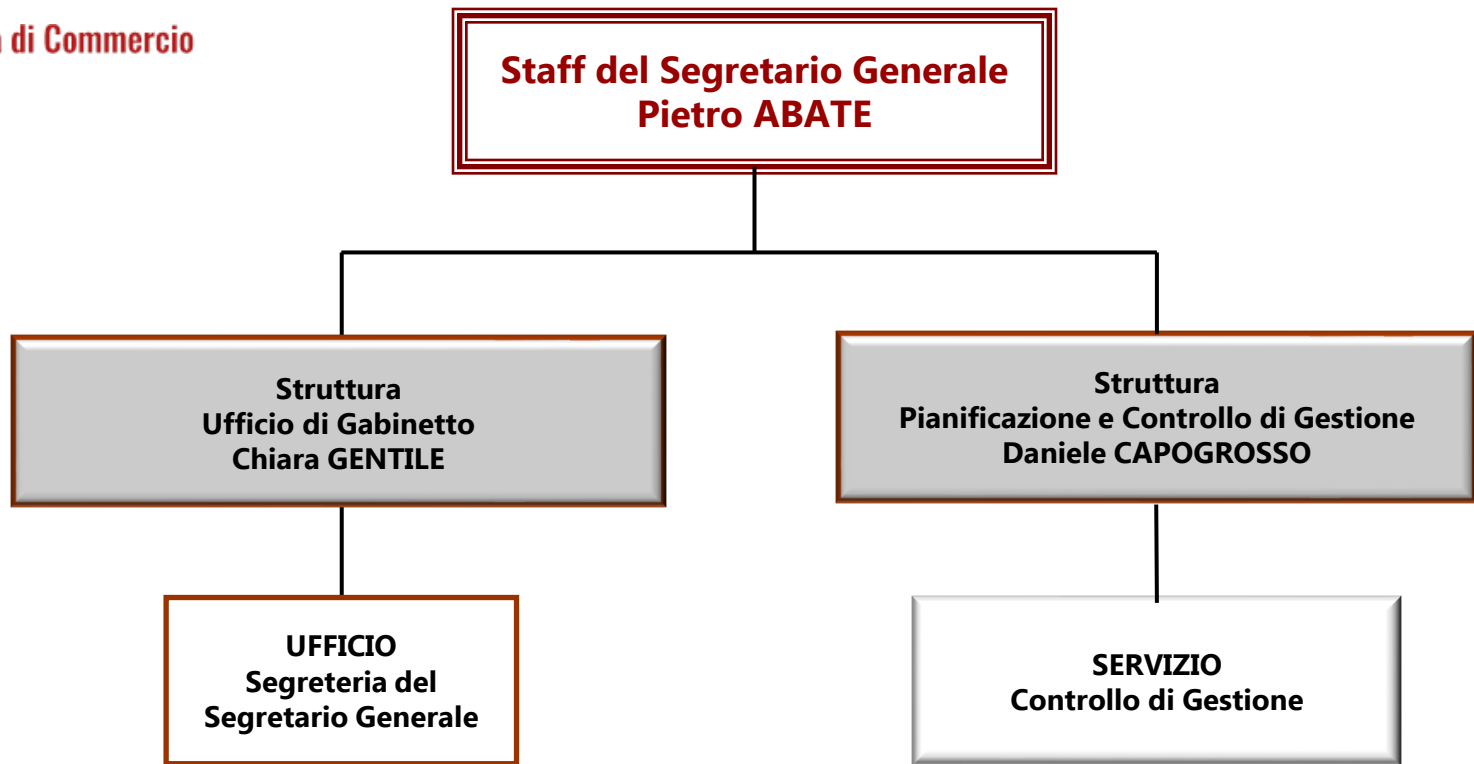 di Commercio
Staff del Segretario Generale
Pietro ABATE
Struttura
Ufficio di Gabinetto
Chiara GENTILE
Struttura
Pianificazione e Controllo di Gestione
Daniele CAPOGROSSO
UFFICIO
Segreteria del
Segretario Generale
SERVIZIO
Controllo di Gestione